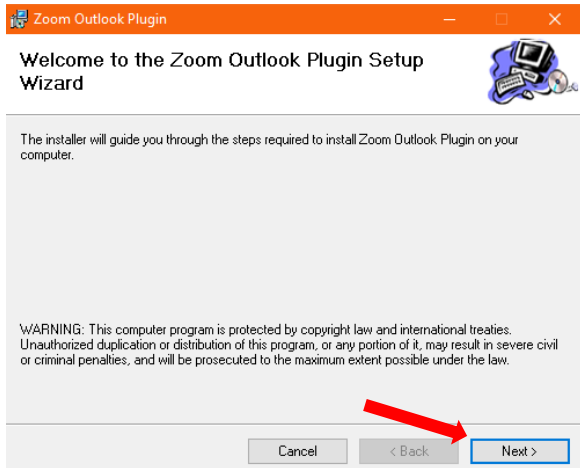 Zoom Outlook Plugin
Welcome to the Zoom Outlook Plugin Setup
Wizard
The installer will guide you through the steps required to install Zoom Outlook Plugin on your
computer.
WARNING: This computer program is protected by copyright law and international treaties.
Unauthorized duplication or distribution of this program, or any portion of it, may result in severe civil
or criminal penalties, and will be prosecuted to the maximum extent possible under the law.
Cancel
< Back
Next >